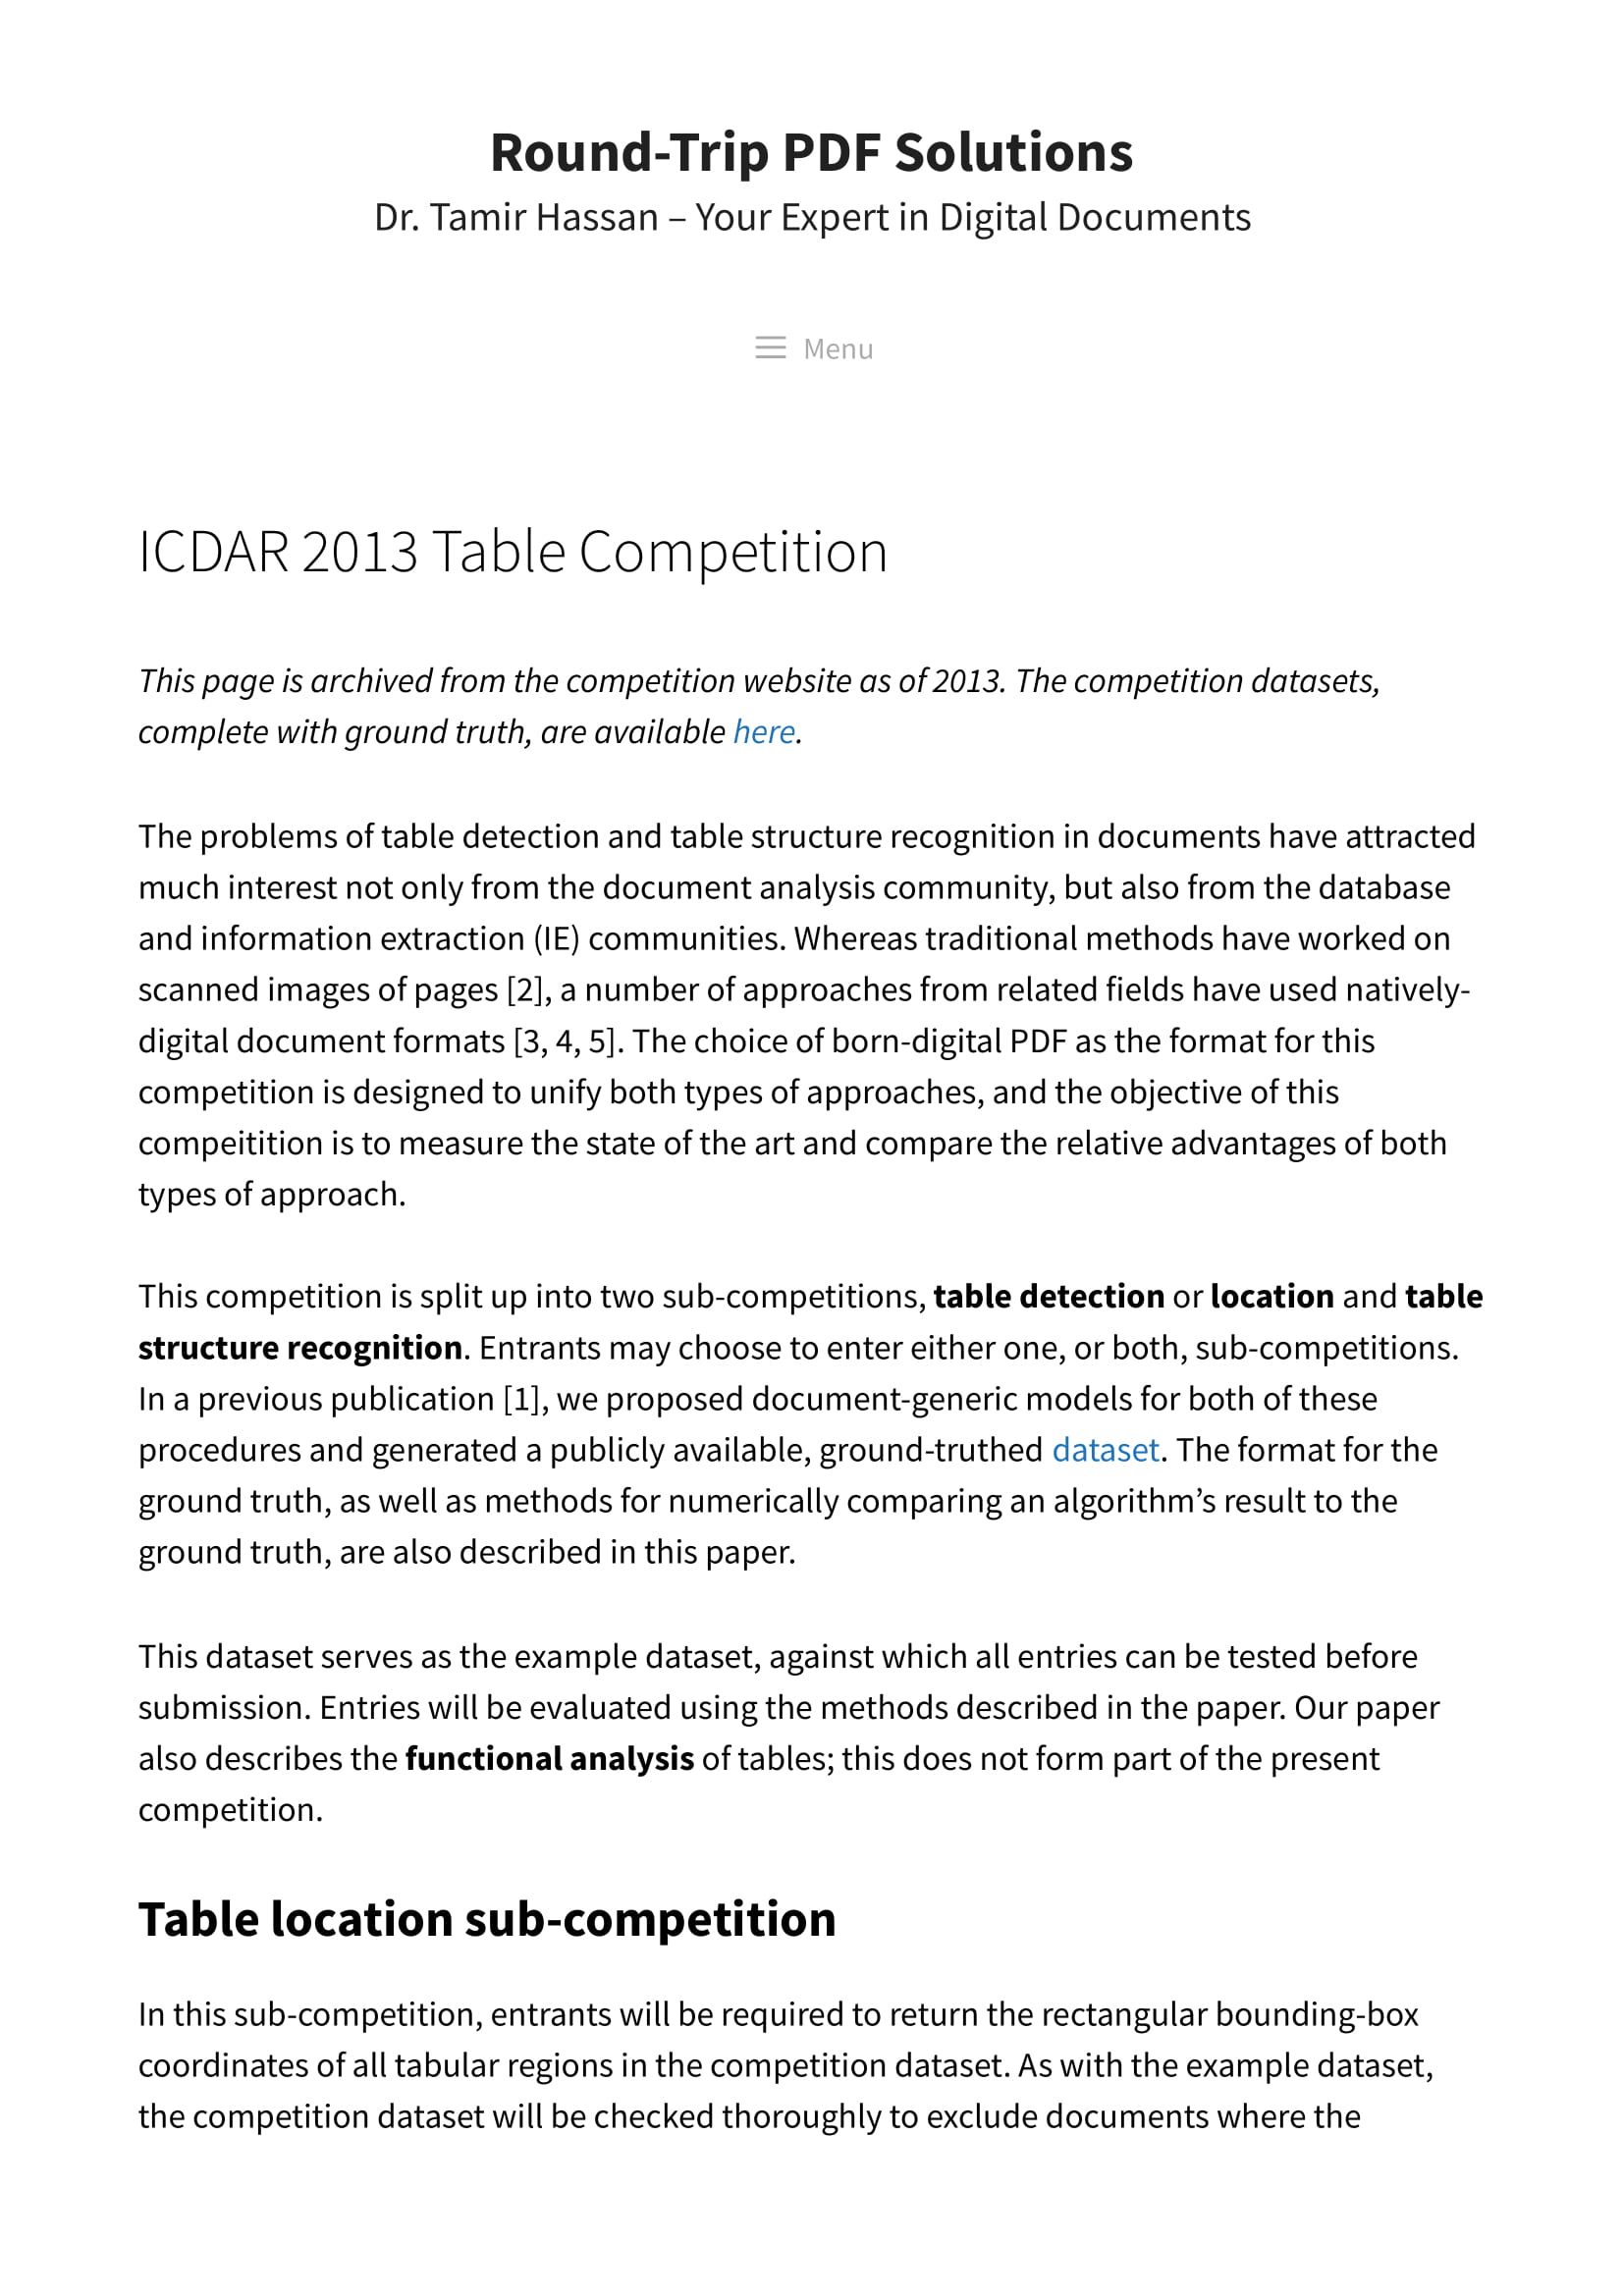 Round-Trip PDF Solutions
Dr. Tamir Hassan – Your Expert in Digital Documents
Menu
ICDAR 2013 Table Competition
This page is archived from the competition website as of 2013. The competition datasets,
complete with ground truth, are available here.
The problems of table detection and table structure recognition in documents have attracted
much interest not only from the document analysis community, but also from the database
and information extraction (IE) communities. Whereas traditional methods have worked on
scanned images of pages [2], a number of approaches from related fields have used natively-
digital document formats [3, 4, 5]. The choice of born-digital PDF as the format for this
competition is designed to unify both types of approaches, and the objective of this
compeitition is to measure the state of the art and compare the relative advantages of both
types of approach.
This competition is split up into two sub-competitions, table detection or location and table
structure recognition. Entrants may choose to enter either one, or both, sub-competitions.
In a previous publication [1], we proposed document-generic models for both of these
procedures and generated a publicly available, ground-truthed dataset. The format for the
ground truth, as well as methods for numerically comparing an algorithm’s result to the
ground truth, are also described in this paper.
This dataset serves as the example dataset, against which all entries can be tested before
submission. Entries will be evaluated using the methods described in the paper. Our paper
also describes the functional analysis of tables; this does not form part of the present
competition.
Table location sub-competition
In this sub-competition, entrants will be required to return the rectangular bounding-box
coordinates of all tabular regions in the competition dataset. As with the example dataset,
the competition dataset will be checked thoroughly to exclude documents where the